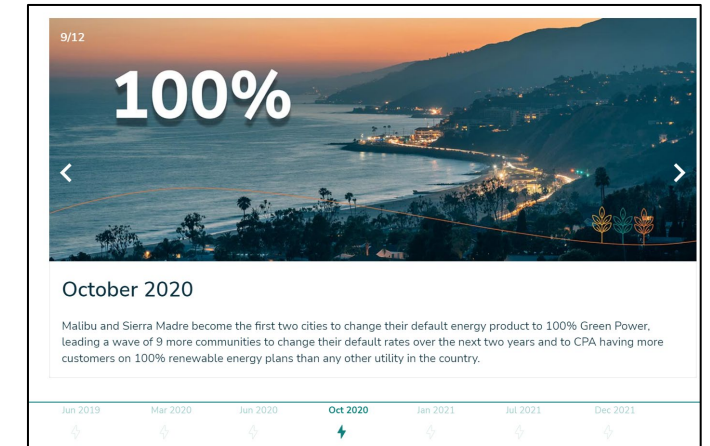 9/12
100%
October 2020
Malibu and Sierra Madre become the first two cities to change their default energy product to 100% Green Power,
leading a wave of 9 more communities to change their default rates over the next two years and to CPA having more
customers on 100% renewable energy plans than any other utility in the country.
Jun 2019 Mar 2020 Jun 2020 Oct 2020 Jan 2021 Jul 2021 Dec 2021